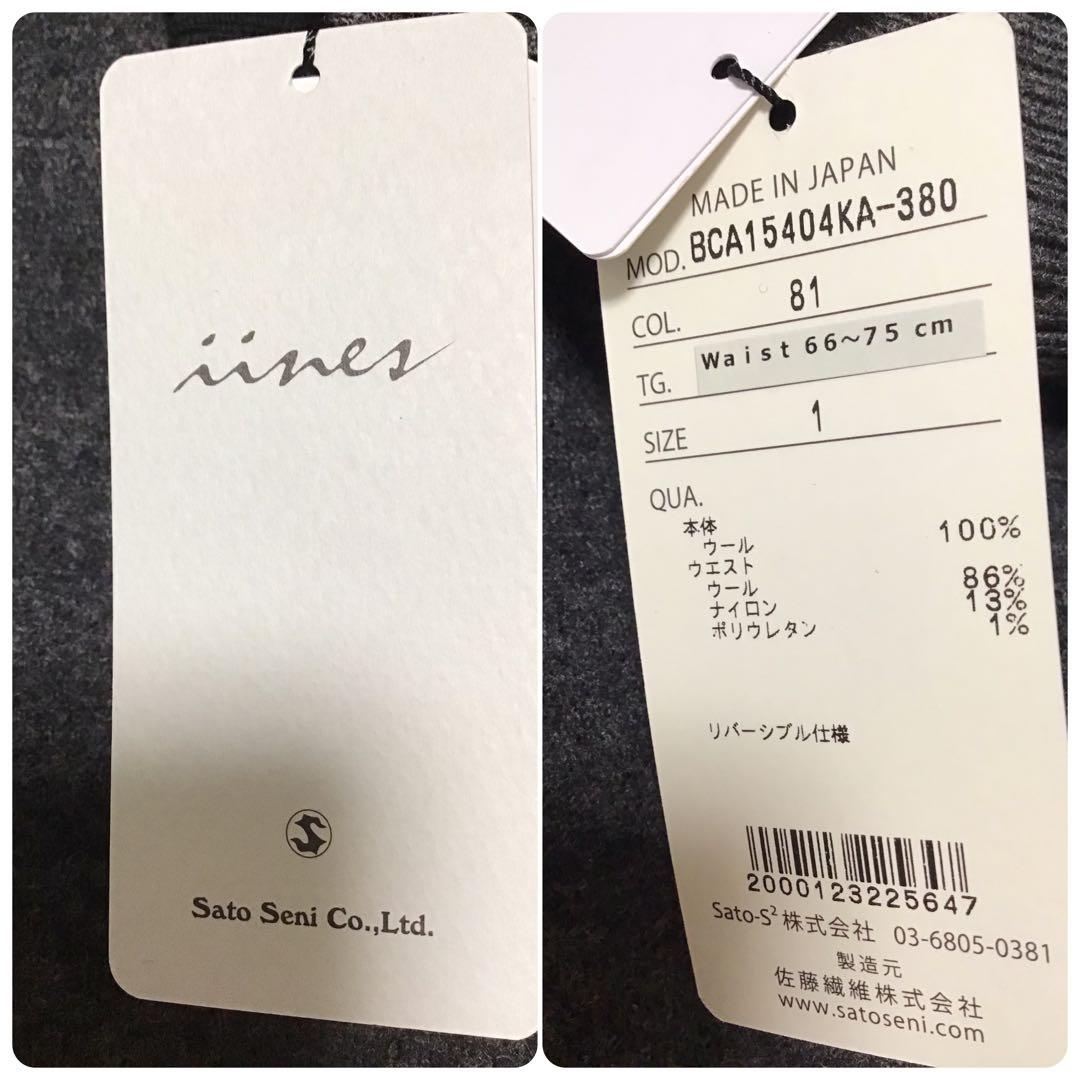 iines
S
Sato Seni Co.,Ltd.
MADE IN JAPAN
MOD. BCA15404KA-380
COL. 81
TG. Waist 66~75 cm
SIZE 1
QUA.
本体
ウール 100%
ウエスト
ウール 86%
ナイロン 13%
ポリウレタン 1%
リバーシブル仕様
2000123225647
Sato-S² 株式会社 03-6805-0381
製造元
佐藤繊維株式会社
www.satoseni.com